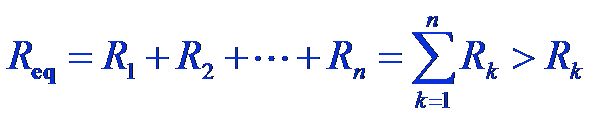 R_eq = R_1 + R_2 + ⋯ + R_n = ∑_{k=1}^{n} R_k > R_k